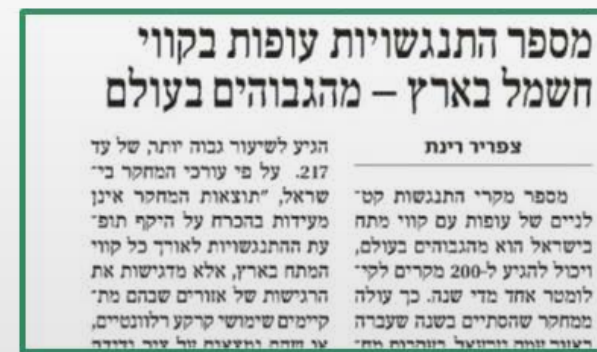 מספר התנגשויות עופות בקווי
חשמל בארץ – מהגבוהים בעולם
צפריר רינת
מספר מקרי התנגשות קט־
לניים של עופות עם קווי מתח
בישראל הוא מהגבוהים בעולם,
ויכול להגיע ל-200 מקרים לקי־
לומטר אחד מדי שנה. כך עולה
ממחקר שהסתיים בשנה שעברה
הגיע לשיעור גבוה יותר, של עד
217. על פי עורכי המחקר בי־
שראל, "תוצאות המחקר אינן
מעידות בהכרח על היקף תופ־
עת ההתנגשויות לאורך כל קווי
המתח בארץ, אלא מדגישות את
הרגישות של אזורים שבהם מת־
קיימים שימושי קרקע רלוונטיים,